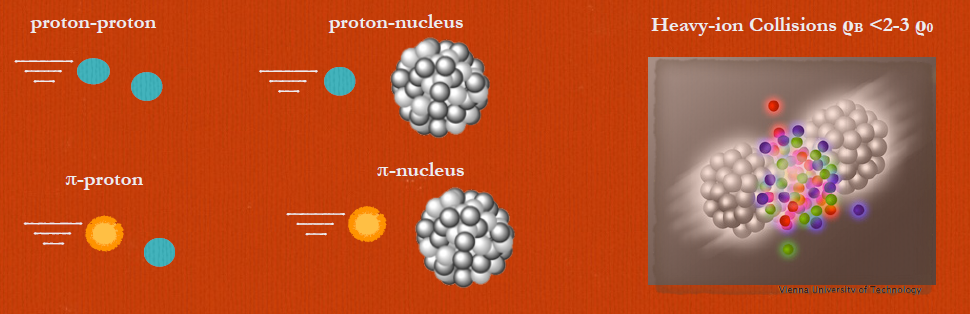 proton-proton
proton-nucleus
Heavy-ion Collisions ρB <2-3 ρ0
π-proton
π-nucleus
Vienna University of Technology